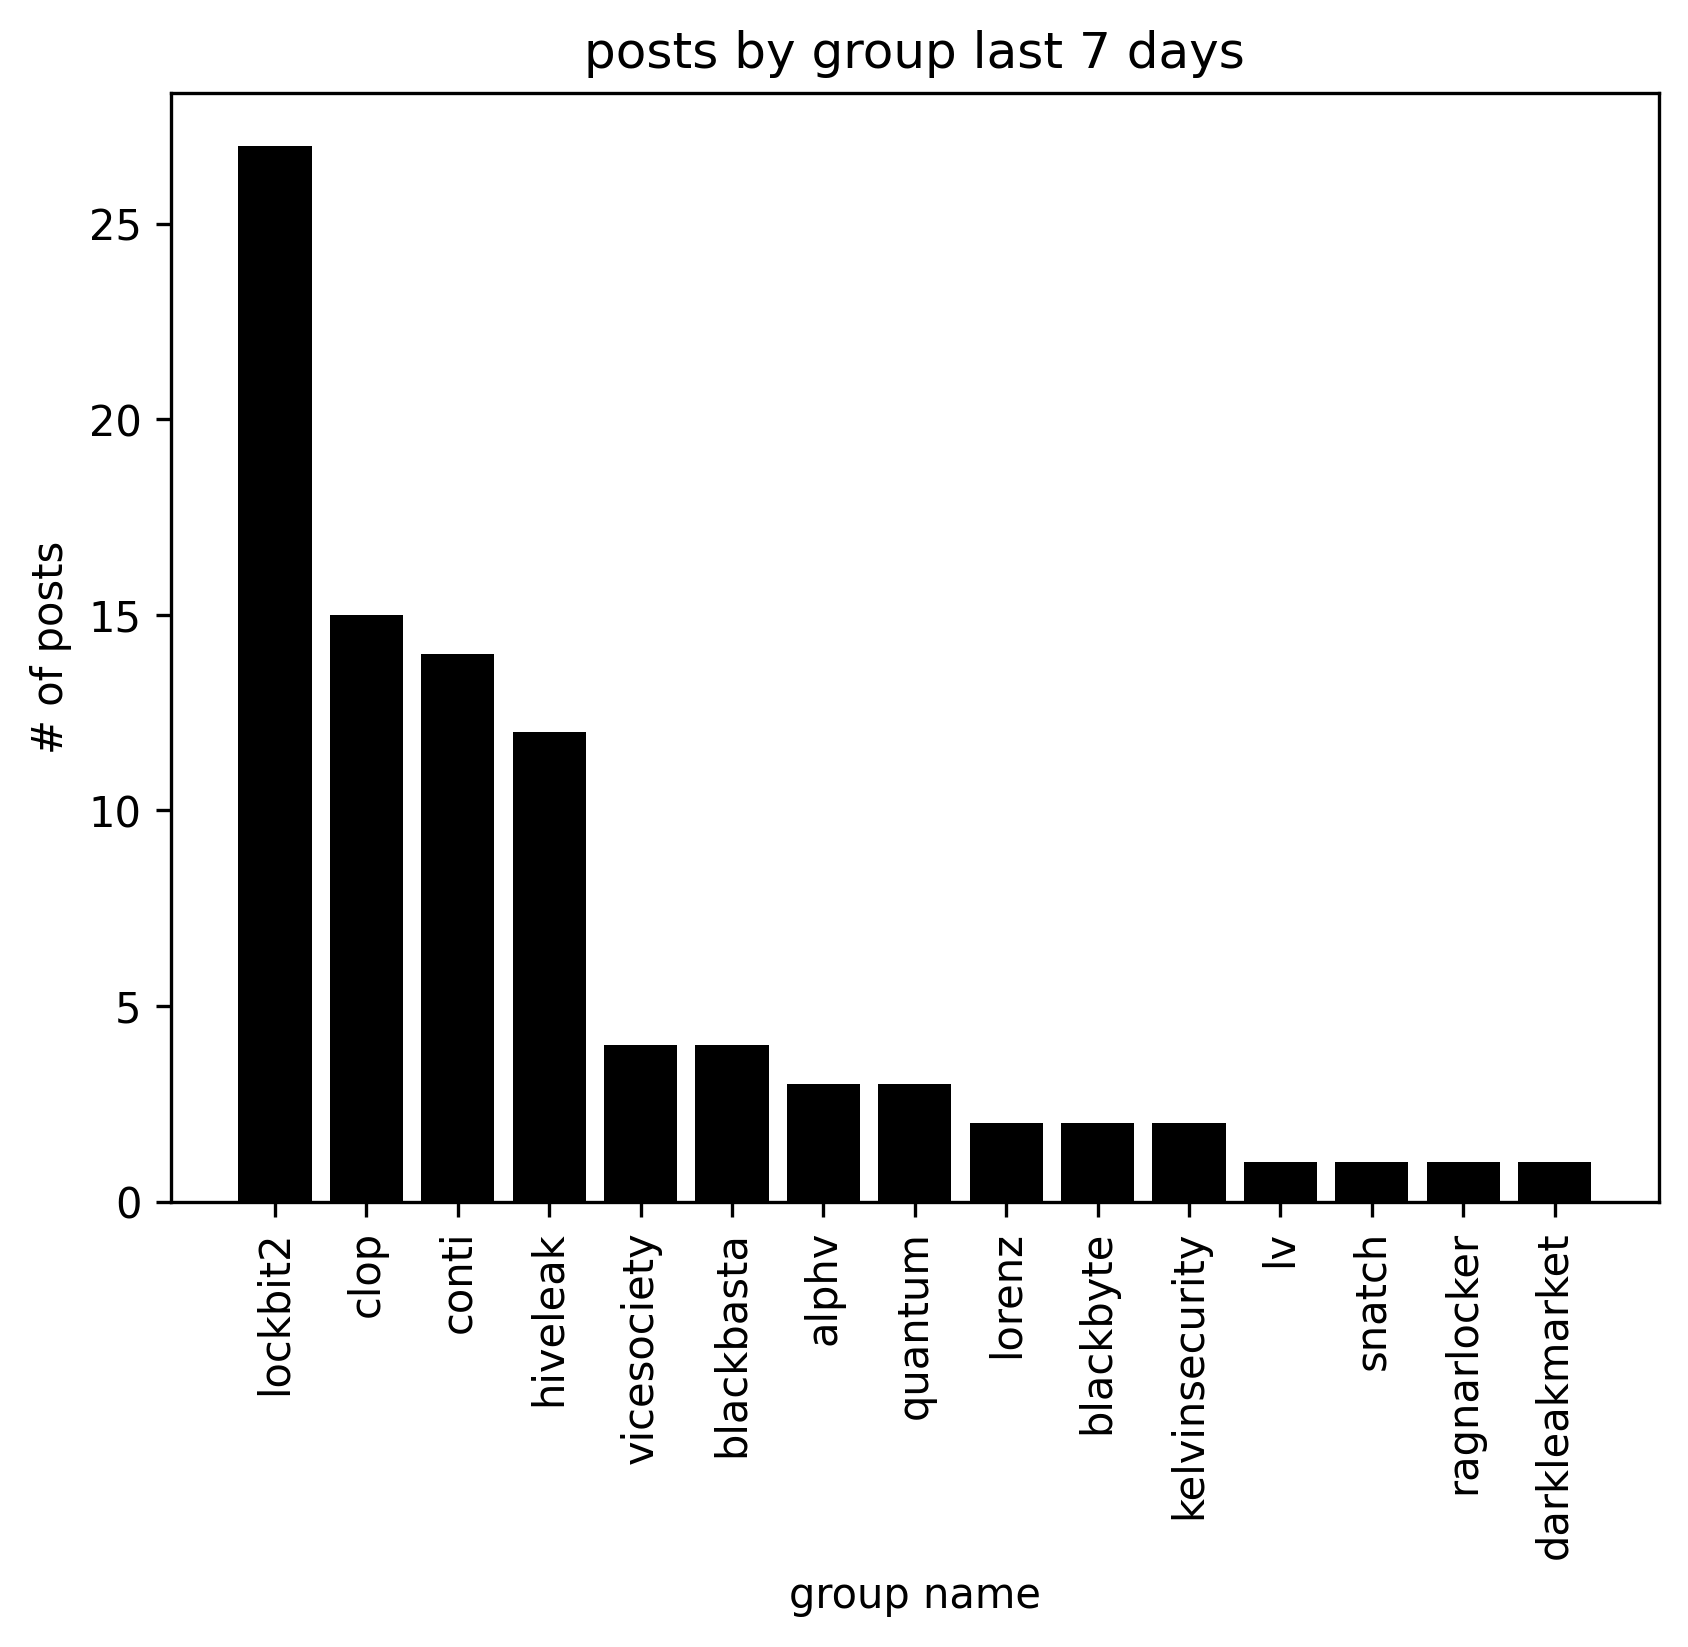 posts by group last 7 days
# of posts
25
20
15
10
5
0
lockbit2
clop
conti
hiveleak
vicesociety
blackbasta
alphv
quantum
lorenz
blackbyte
kelvinsecurity
lv
snatch
ragnarlocker
darkleakmarket
group name